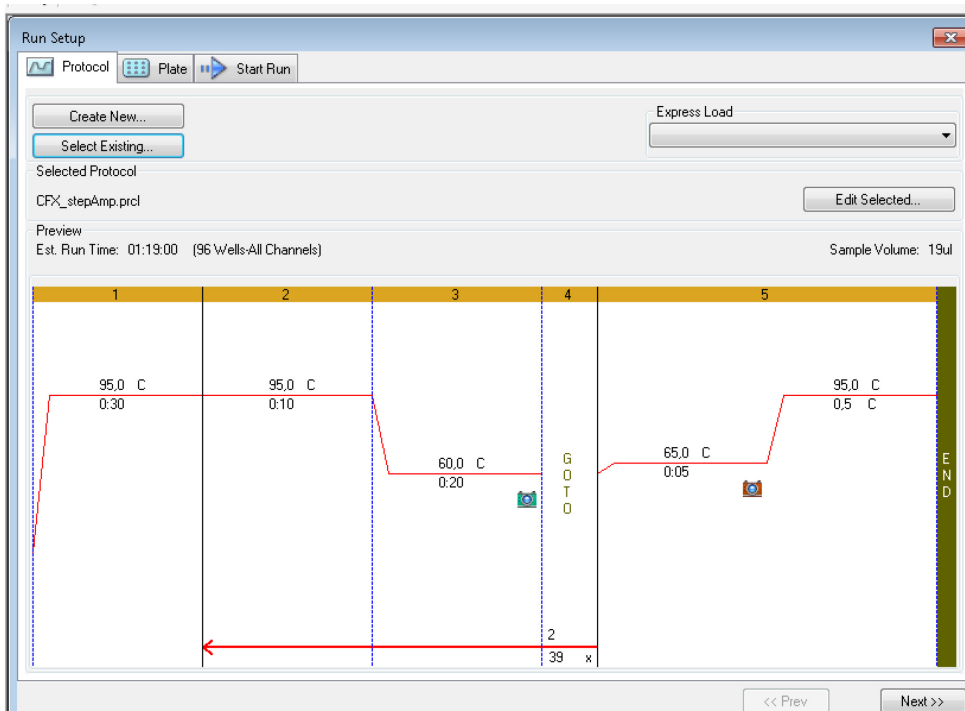 Run Setup
Protocol Plate Start Run
Create New...
Express Load
Select Existing...
Selected Protocol
CFX_stepAmp.prcl
Edit Selected...
Preview
Est. Run Time: 01:19:00 (96 Wells-All Channels)
Sample Volume: 19ul
1 2 3 4 5
95,0 C 95,0 C 95,0 C
0:30 0:10 0,5 C
60,0 C 65,0 C
0:20 0:05
GOTO
END
2
39 x
<< Prev Next >>